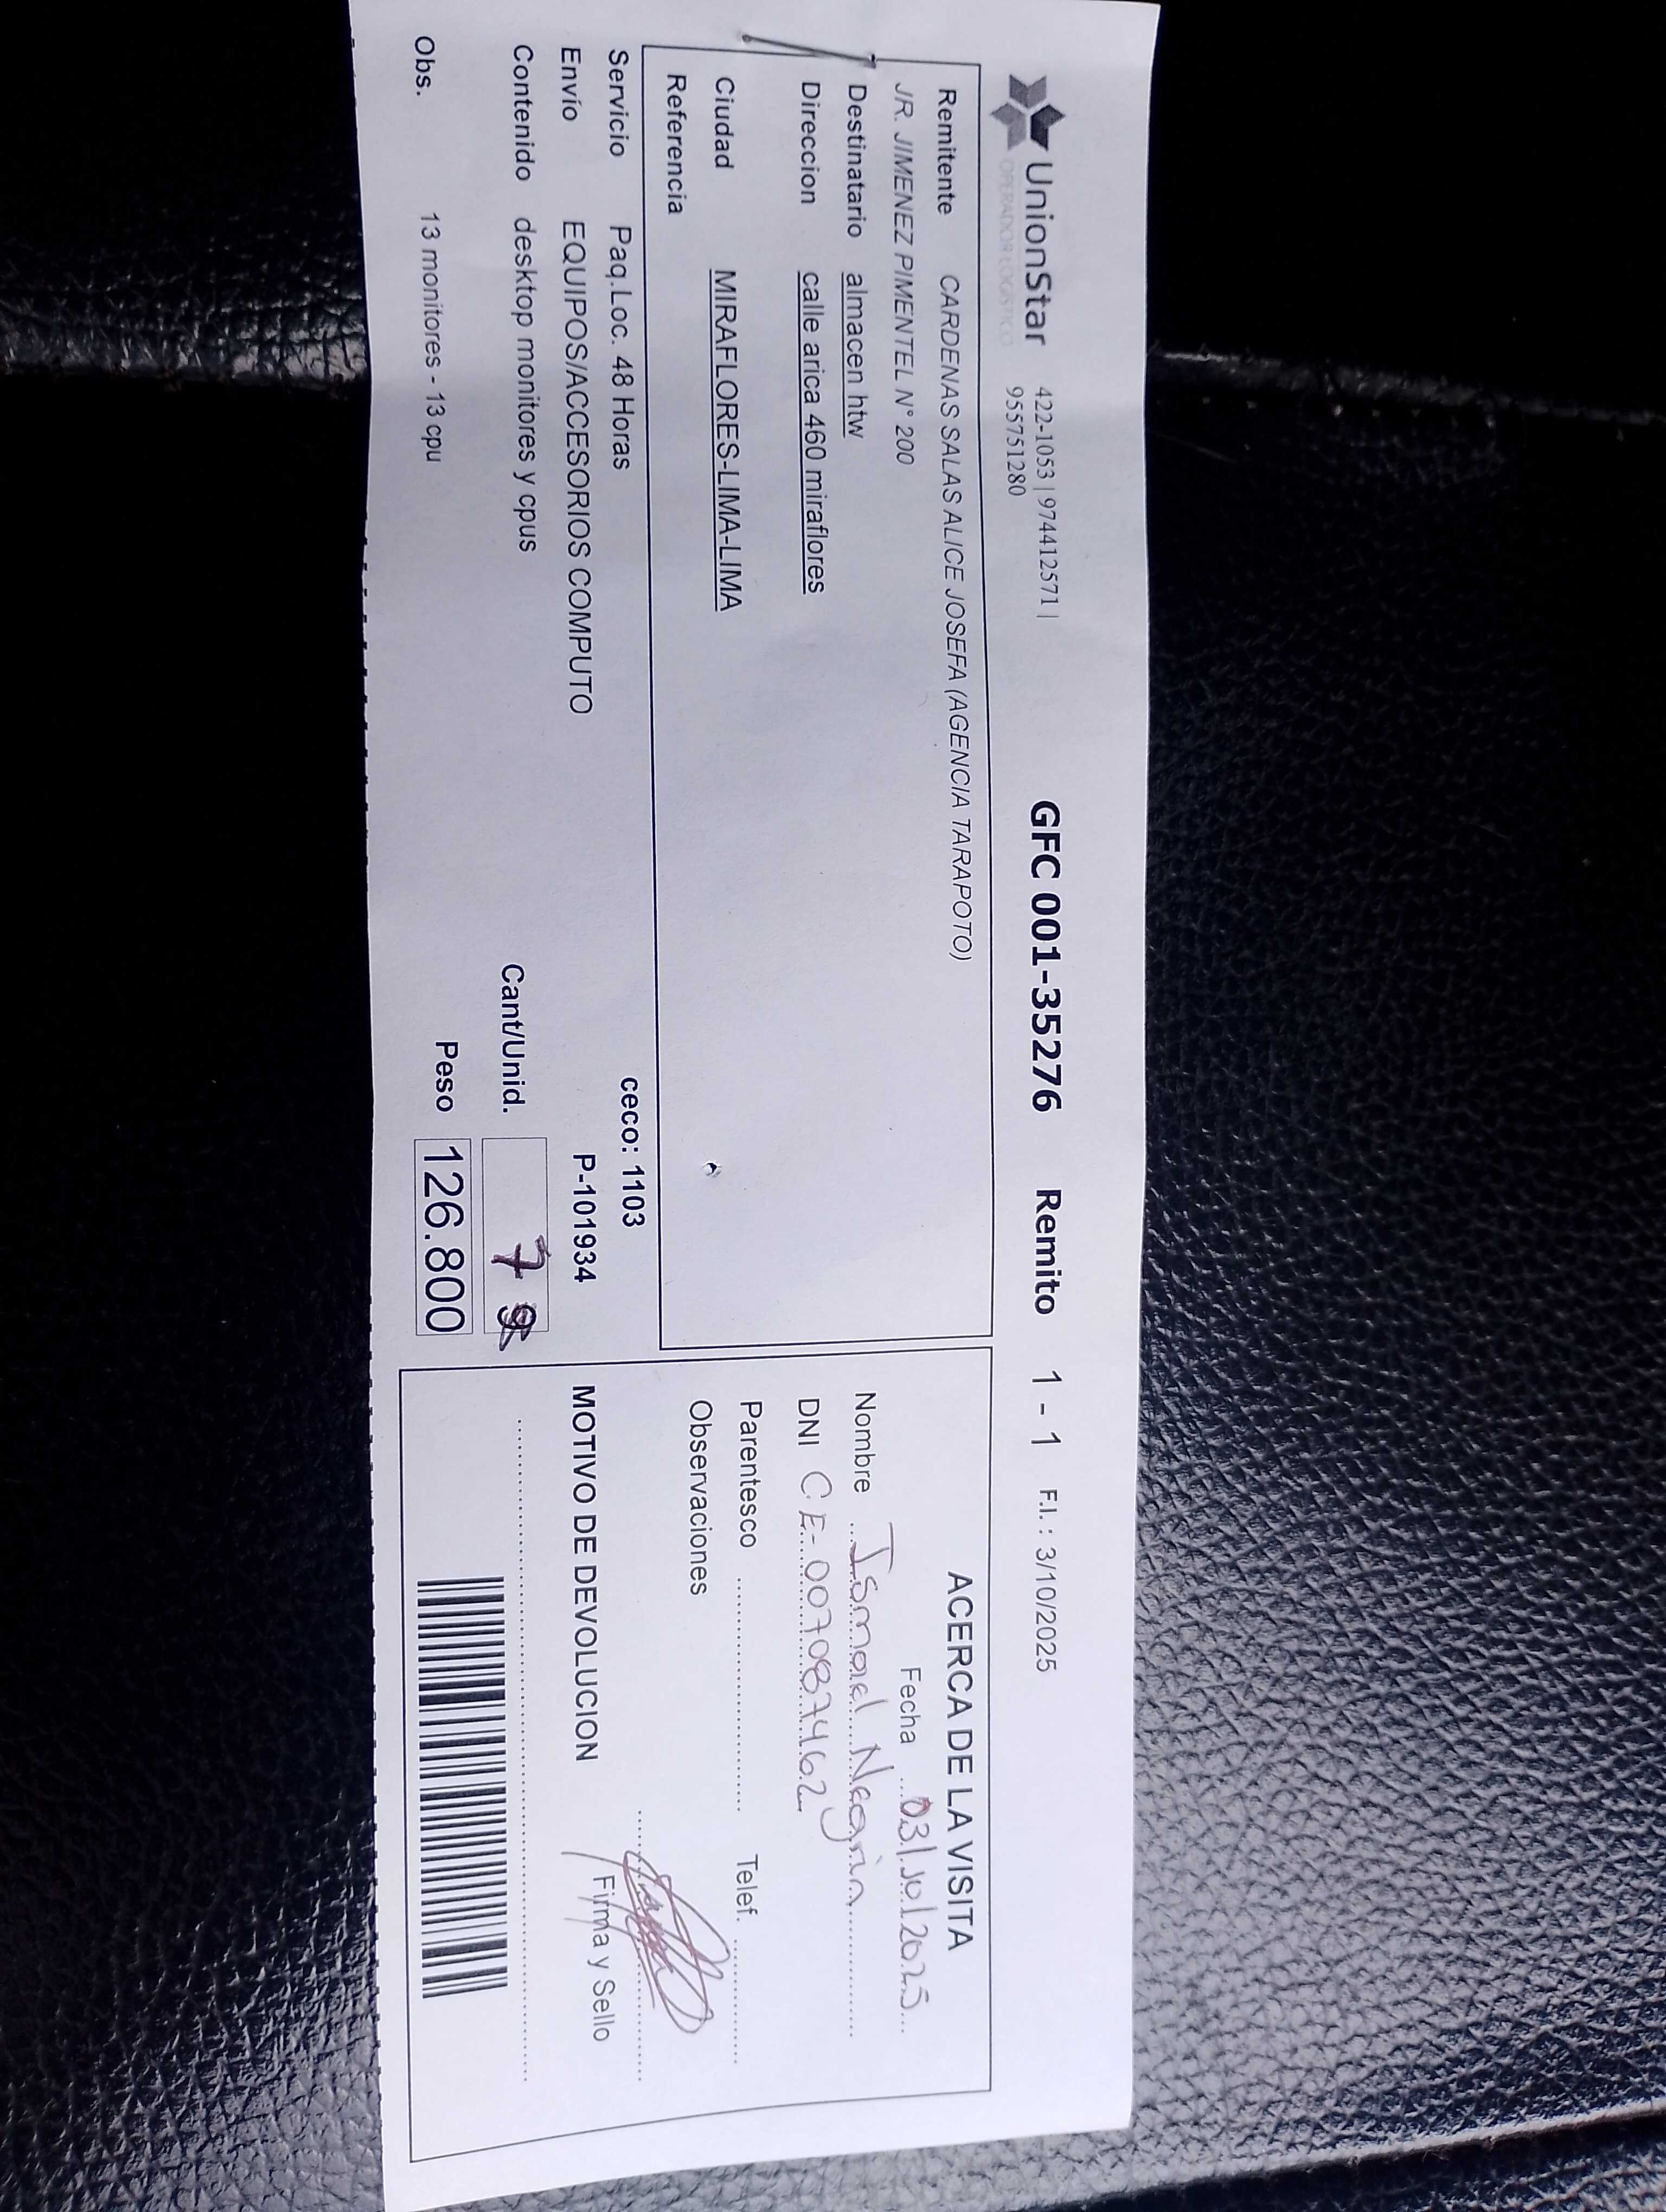 UnionStar 422-1053 | 974412571 |
OPERADOR LOGISTICO 955751280
GFC 001-35276 Remito 1 - 1 F.I. : 3/10/2025
Remitente CARDENAS SALAS ALICE JOSEFA (AGENCIA TARAPOTO)
JR. JIMENEZ PIMENTEL N° 200
Destinatario almacen htw
Direccion calle arica 460 miraflores
Ciudad MIRAFLORES-LIMA-LIMA
Referencia
Servicio Paq.Loc. 48 Horas ceco: 1103
Envío EQUIPOS/ACCESORIOS COMPUTO P-101934
Contenido desktop monitores y cpus Cant/Unid. 7
Obs. 13 monitores - 13 cpu Peso 126.800
ACERCA DE LA VISITA
Fecha 03/10/2025
Nombre Ismael Negrin
DNI CE-007087462
Parentesco Telef.
Observaciones
MOTIVO DE DEVOLUCION Firma y Sello